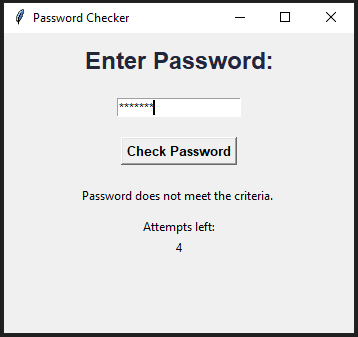 Password Checker
Enter Password:
*******
Check Password
Password does not meet the criteria.
Attempts left:
4